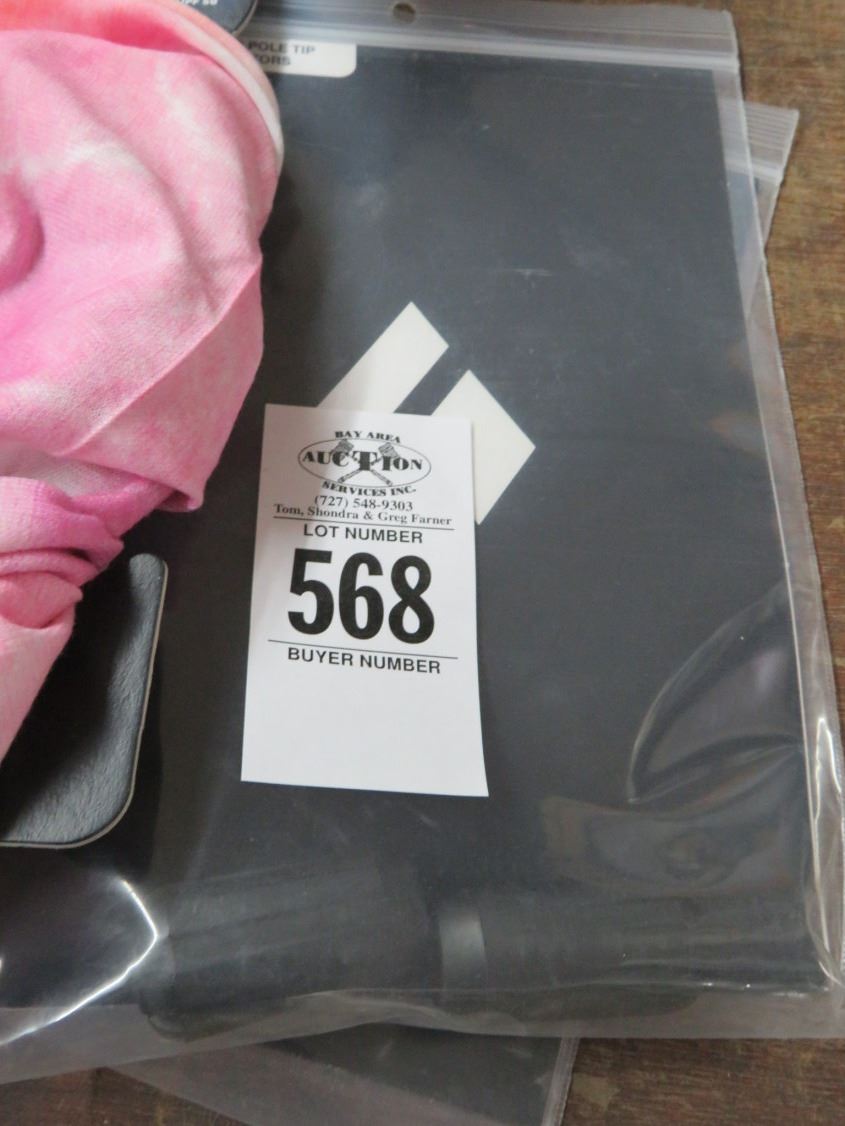 POLE TIP
BAY AREA
AUCTION
SERVICES INC.
(727) 548-9303
Tom, Shondra & Greg Farner
LOT NUMBER
568
BUYER NUMBER